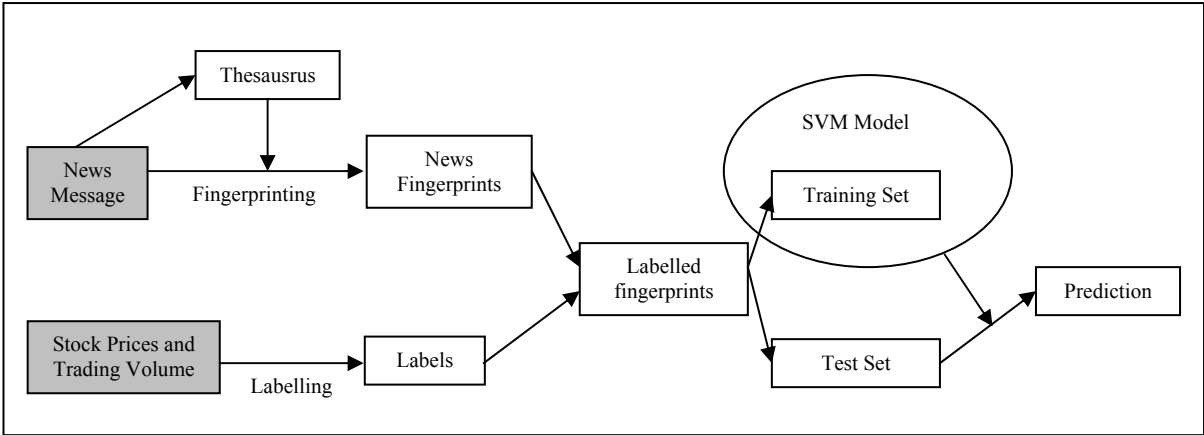 Thesausrus
SVM Model
News
Message
Fingerprinting
News
Fingerprints
Training Set
Labelled
fingerprints
Prediction
Stock Prices and
Trading Volume
Labelling
Labels
Test Set